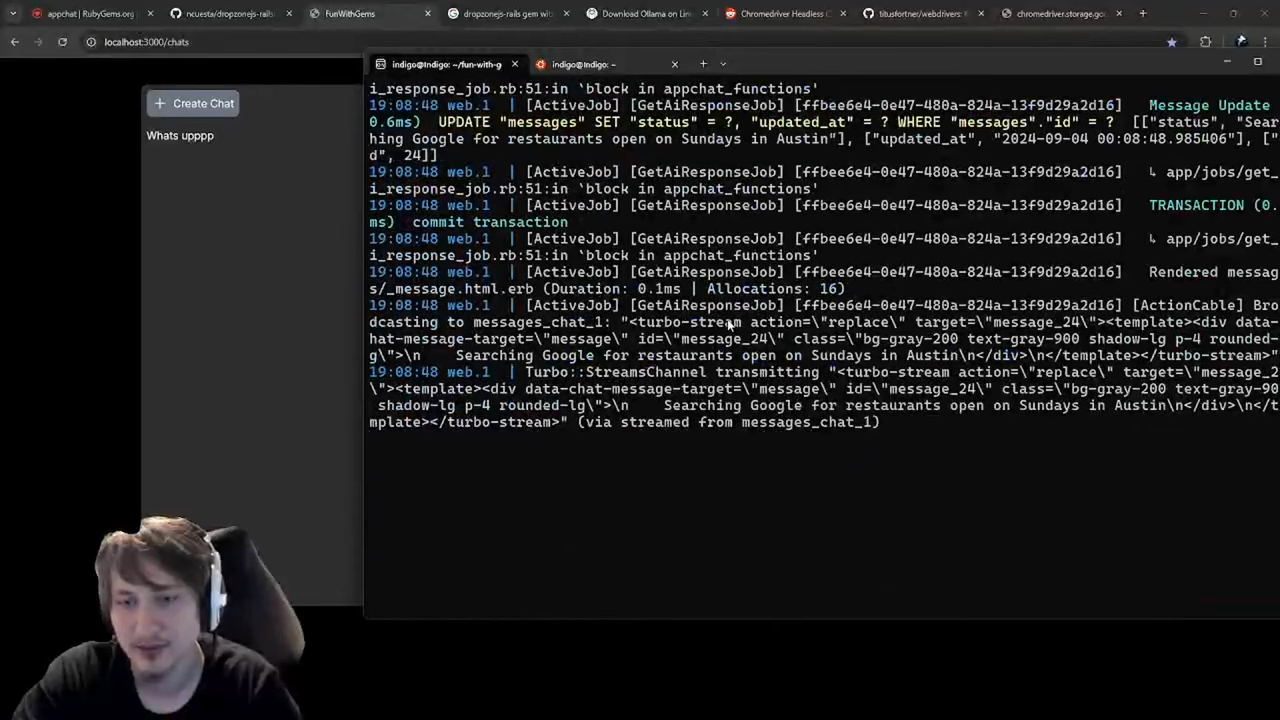 appchat | RubyGems.org
ncuesta/dropzonejs-rails
FunWithGems
dropzonejs-rails gem wit
Download Ollama on Lin
Chromedriver Headless C
titusfortner/webdrivers:
chromedriver.storage.go
localhost:3000/chats
+ Create Chat
Whats upppp
indigo@Indigo: ~/fun-with-g
indigo@Indigo: ~
i_response_job.rb:51:in `block in appchat_functions'
19:08:48 web.1  | [ActiveJob] [GetAiResponseJob] [ffbee6e4-0e47-480a-824a-13f9d29a2d16]   Message Update
0.6ms)  UPDATE "messages" SET "status" = ?, "updated_at" = ? WHERE "messages"."id" = ?  [["status", "Sear
hing Google for restaurants open on Sundays in Austin"], ["updated_at", "2024-09-04 00:08:48.985406"], ["
d", 24]]
19:08:48 web.1  | [ActiveJob] [GetAiResponseJob] [ffbee6e4-0e47-480a-824a-13f9d29a2d16]   ↳ app/jobs/get_
i_response_job.rb:51:in `block in appchat_functions'
19:08:48 web.1  | [ActiveJob] [GetAiResponseJob] [ffbee6e4-0e47-480a-824a-13f9d29a2d16]   TRANSACTION (0.
ms)  commit transaction
19:08:48 web.1  | [ActiveJob] [GetAiResponseJob] [ffbee6e4-0e47-480a-824a-13f9d29a2d16]   ↳ app/jobs/get_
i_response_job.rb:51:in `block in appchat_functions'
19:08:48 web.1  | [ActiveJob] [GetAiResponseJob] [ffbee6e4-0e47-480a-824a-13f9d29a2d16]   Rendered messag
s/_message.html.erb (Duration: 0.1ms | Allocations: 16)
19:08:48 web.1  | [ActiveJob] [GetAiResponseJob] [ffbee6e4-0e47-480a-824a-13f9d29a2d16] [ActionCable] Bro
dcasting to messages_chat_1: "<turbo-stream action=\"replace\" target=\"message_24\"><template><div data-
hat-message-target=\"message\" id=\"message_24\" class=\"bg-gray-200 text-gray-900 shadow-lg p-4 rounded-
g\">\n    Searching Google for restaurants open on Sundays in Austin\n</div>\n</template></turbo-stream>"
19:08:48 web.1  | Turbo::StreamsChannel transmitting "<turbo-stream action=\"replace\" target=\"message_2
\"><template><div data-chat-message-target=\"message\" id=\"message_24\" class=\"bg-gray-200 text-gray-900
shadow-lg p-4 rounded-lg\">\n    Searching Google for restaurants open on Sundays in Austin\n</div>\n</t
mplate></turbo-stream>" (via streamed from messages_chat_1)